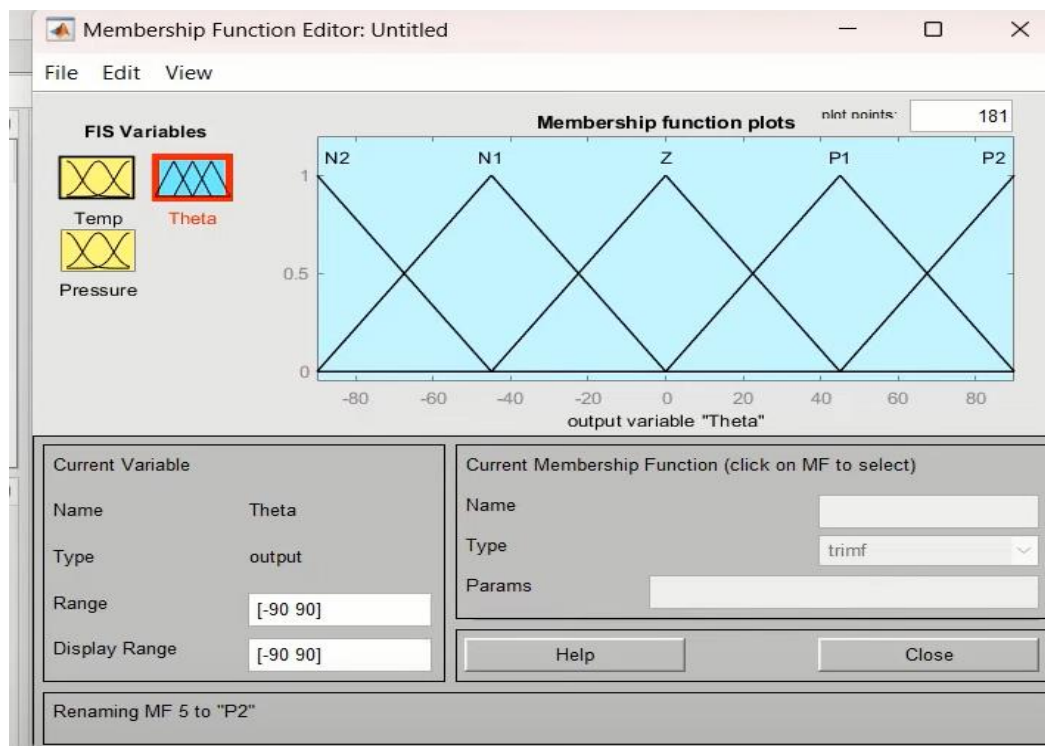 Membership Function Editor: Untitled
File Edit View
FIS Variables
Temp
Theta
Pressure
Membership function plots
plot points:
181
N2 N1 Z P1 P2
1
0.5
0
-80 -60 -40 -20 0 20 40 60 80
output variable "Theta"
Current Variable
Name Theta
Type output
Range [-90 90]
Display Range [-90 90]
Current Membership Function (click on MF to select)
Name
Type trimf
Params
Help Close
Renaming MF 5 to "P2"